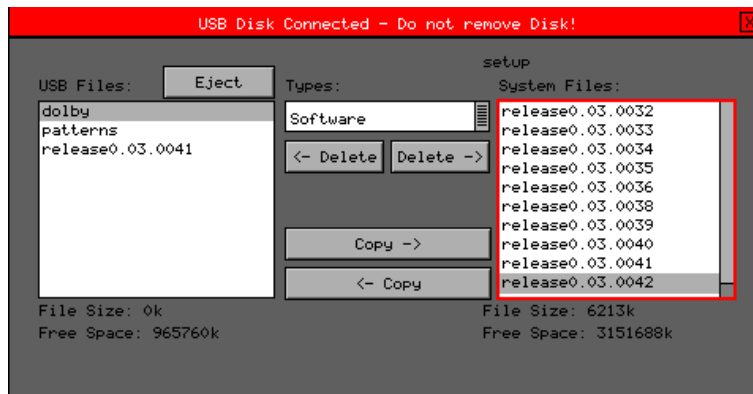 USB Disk Connected - Do not remove Disk!
X
setup
USB Files:
Eject
Types:
System Files:
dolby
patterns
release0.03.0041
Software
<- Delete
Delete ->
Copy ->
<- Copy
release0.03.0032
release0.03.0033
release0.03.0034
release0.03.0035
release0.03.0036
release0.03.0038
release0.03.0039
release0.03.0040
release0.03.0041
release0.03.0042
File Size: 0k
Free Space: 965760k
File Size: 6213k
Free Space: 3151688k